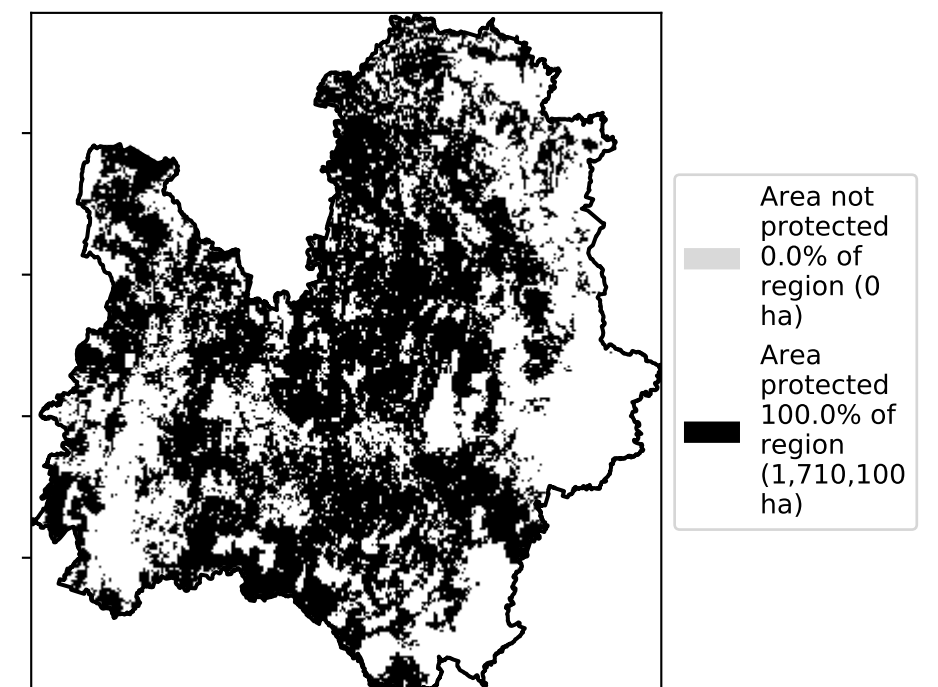 Area not
protected
0.0% of
region (0
ha)
Area
protected
100.0% of
region
(1,710,100
ha)